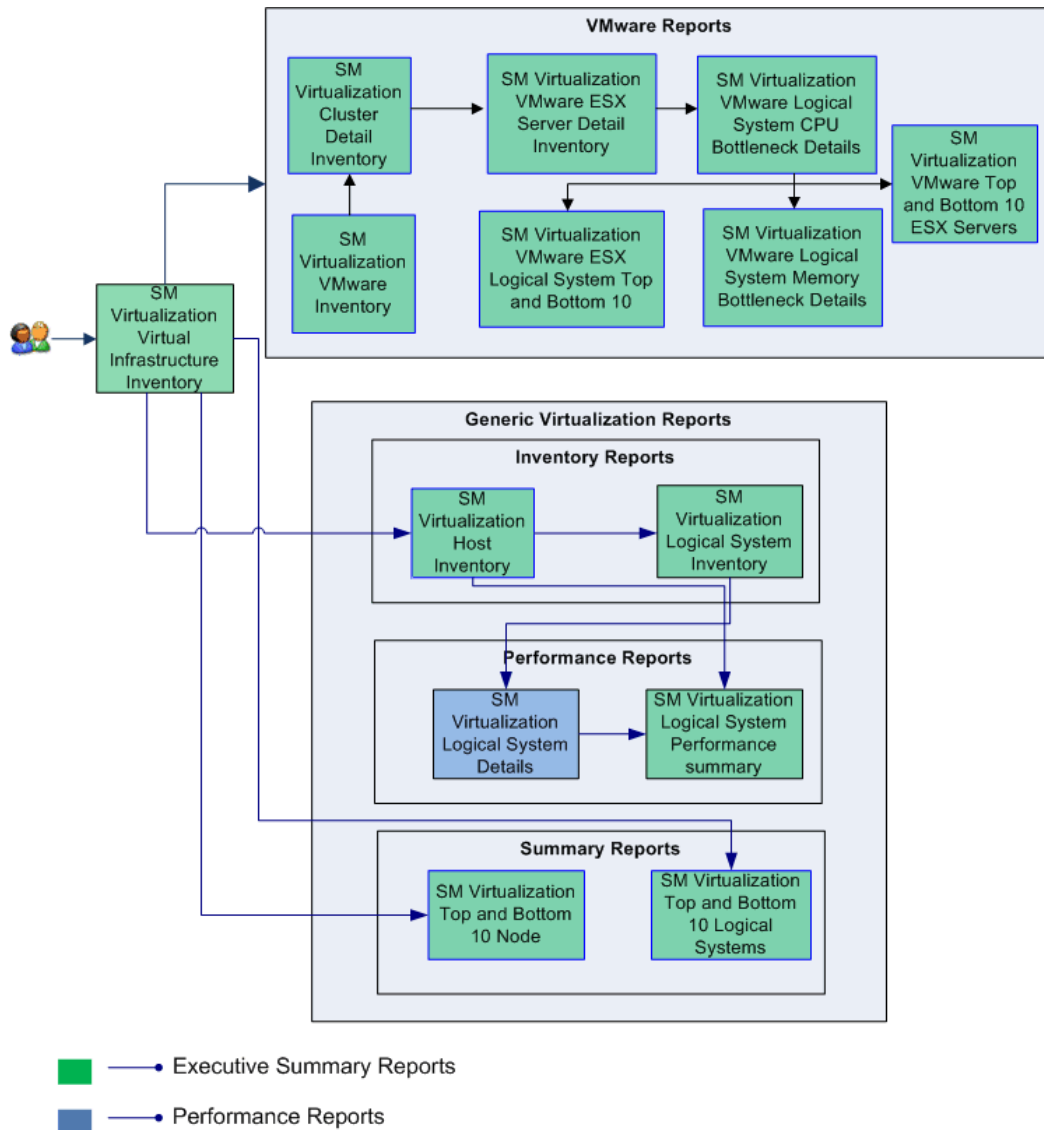 VMware Reports
SM
Virtualization
Cluster
Detail
Inventory
SM Virtualization
VMware ESX
Server Detail
Inventory
SM Virtualization
VMware Logical
System CPU
Bottleneck Details
SM
Virtualization
VMware Top
and Bottom 10
ESX Servers
SM
Virtualization
VMware
Inventory
SM Virtualization
VMware ESX
Logical System Top
and Bottom 10
SM Virtualization
VMware Logical
System Memory
Bottleneck Details
SM
Virtualization
Virtual
Infrastructure
Inventory
Generic Virtualization Reports
Inventory Reports
SM
Virtualization
Host
Inventory
SM
Virtualization
Logical System
Inventory
Performance Reports
SM
Virtualization
Logical System
Details
SM Virtualization
Logical System
Performance
summary
Summary Reports
SM Virtualization
Top and Bottom
10 Node
SM Virtualization
Top and Bottom
10 Logical
Systems
Executive Summary Reports
Performance Reports